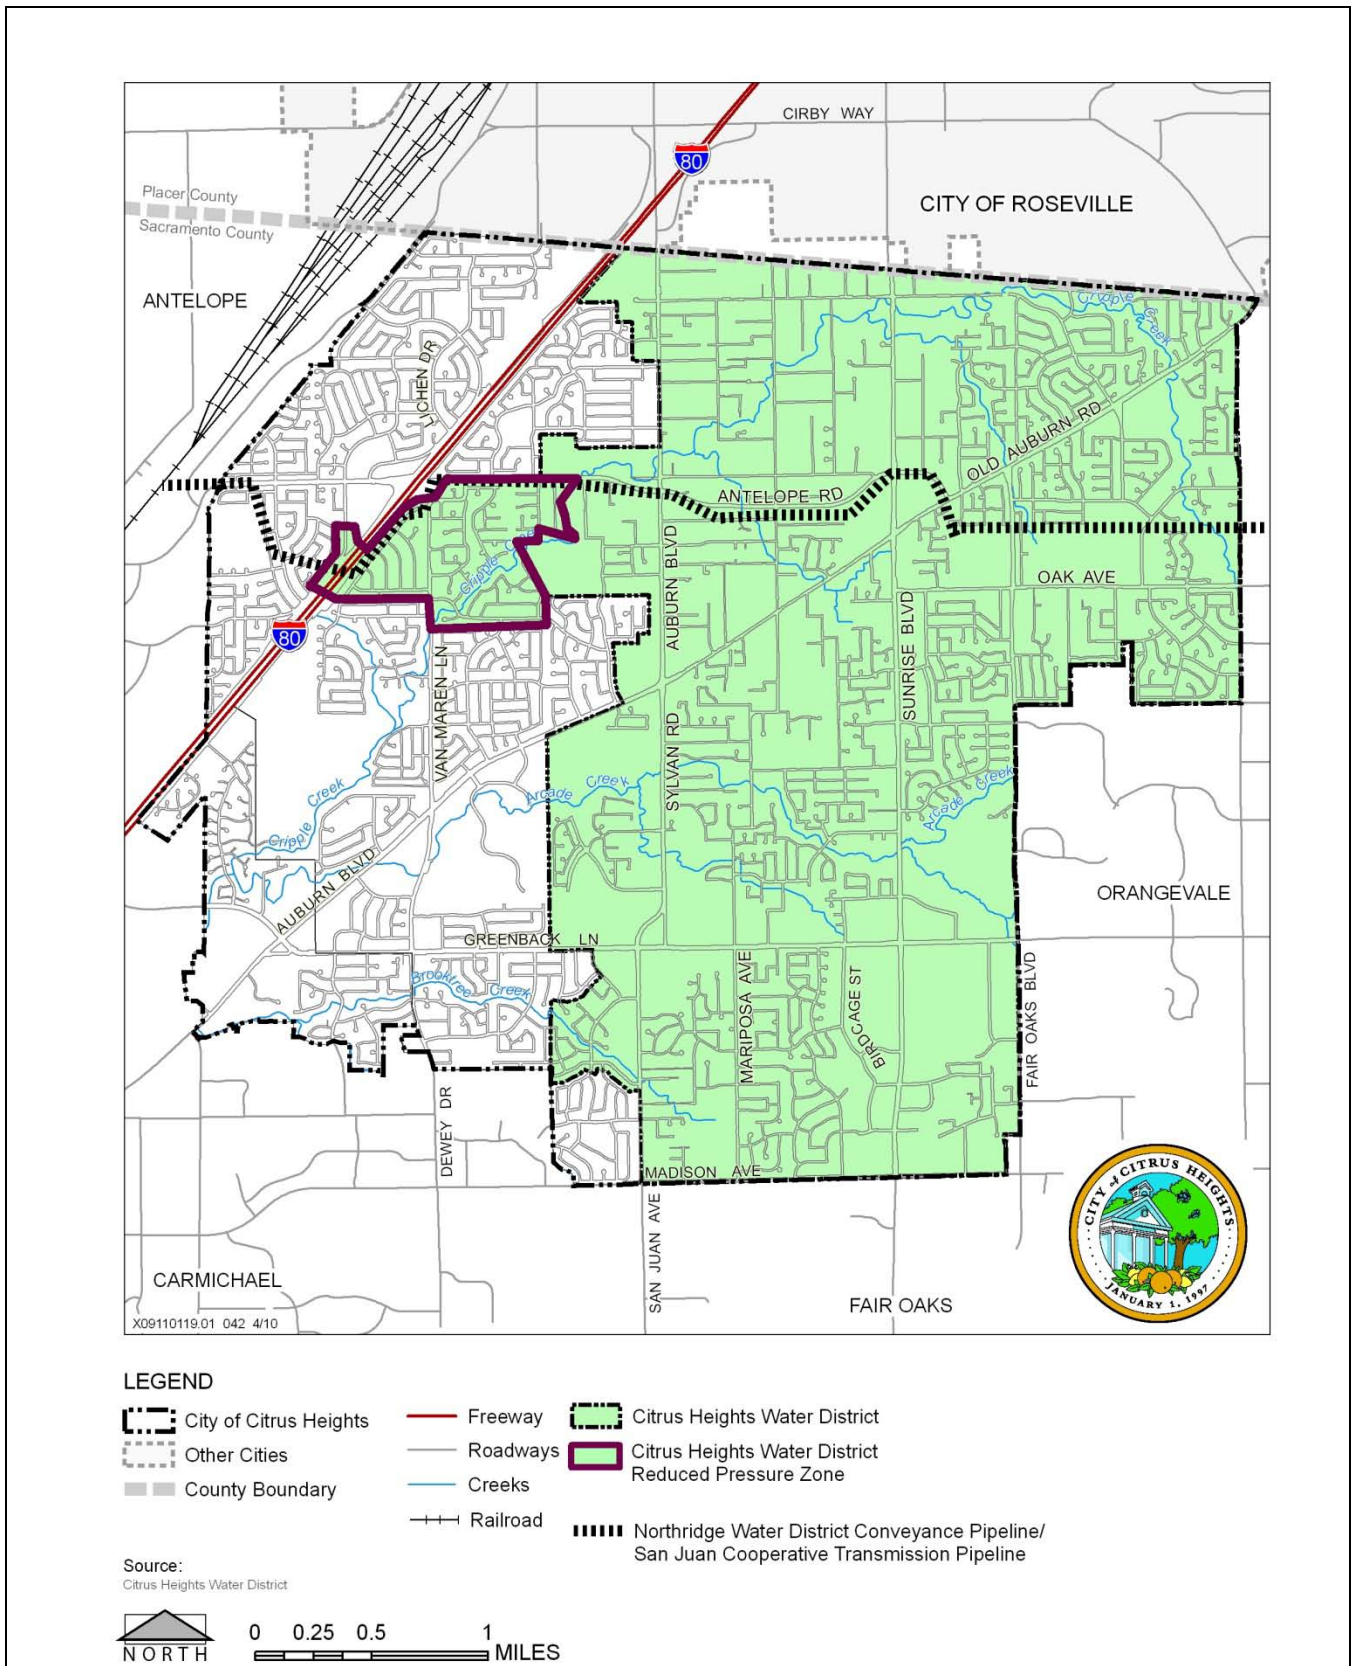 CIRBY WAY
80
Placer County
CITY OF ROSEVILLE
Sacramento County
ANTELOPE
Cripple Creek
LICHEN DR
OLD AUBURN RD
ANTELOPE RD
AUBURN BLVD
Cripple Creek
OAK AVE
SUNRISE BLVD
80
VAN MAREN LN
SYLVAN RD
Arcade Creek
Arcade Creek
Cripple Creek
AUBURN BLVD
ORANGEVALE
GREENBACK LN
Brooktree Creek
MARIPOSA AVE
BIRDCAGE ST
FAIR OAKS BLVD
DEWEY DR
MADISON AVE
CITY of CITRUS HEIGHTS
JANUARY 1, 1997
SAN JUAN AVE
CARMICHAEL
FAIR OAKS
X09110119.01 042 4/10
LEGEND
City of Citrus Heights
Other Cities
County Boundary
Freeway
Roadways
Creeks
Railroad
Citrus Heights Water District
Citrus Heights Water District
Reduced Pressure Zone
Northridge Water District Conveyance Pipeline/
San Juan Cooperative Transmission Pipeline
Source:
Citrus Heights Water District
NORTH
0 0.25 0.5 1
MILES